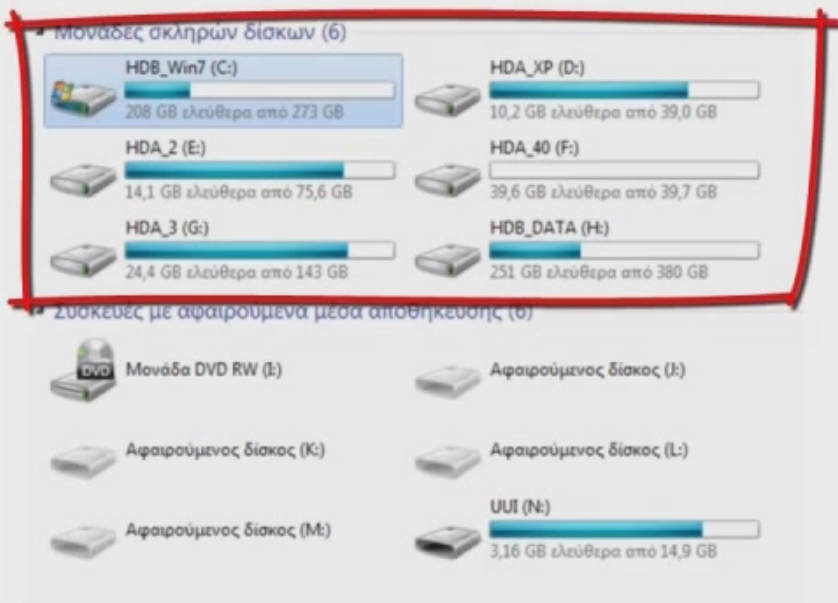 Μονάδες σκληρών δίσκων (6)
HDB_Win7 (C:)
208 GB ελεύθερα από 273 GB
HDA_XP (D:)
10,2 GB ελεύθερα από 39,0 GB
HDA_2 (E:)
14,1 GB ελεύθερα από 75,6 GB
HDA_40 (F:)
39,6 GB ελεύθερα από 39,7 GB
HDA_3 (G:)
24,4 GB ελεύθερα από 143 GB
HDB_DATA (H:)
251 GB ελεύθερα από 380 GB
Συσκευές με αφαιρούμενα μέσα αποθήκευσης (6)
DVD
Μονάδα DVD RW (I:)
Αφαιρούμενος δίσκος (J:)
Αφαιρούμενος δίσκος (K:)
Αφαιρούμενος δίσκος (L:)
Αφαιρούμενος δίσκος (M:)
UUI (N:)
3,16 GB ελεύθερα από 14,9 GB